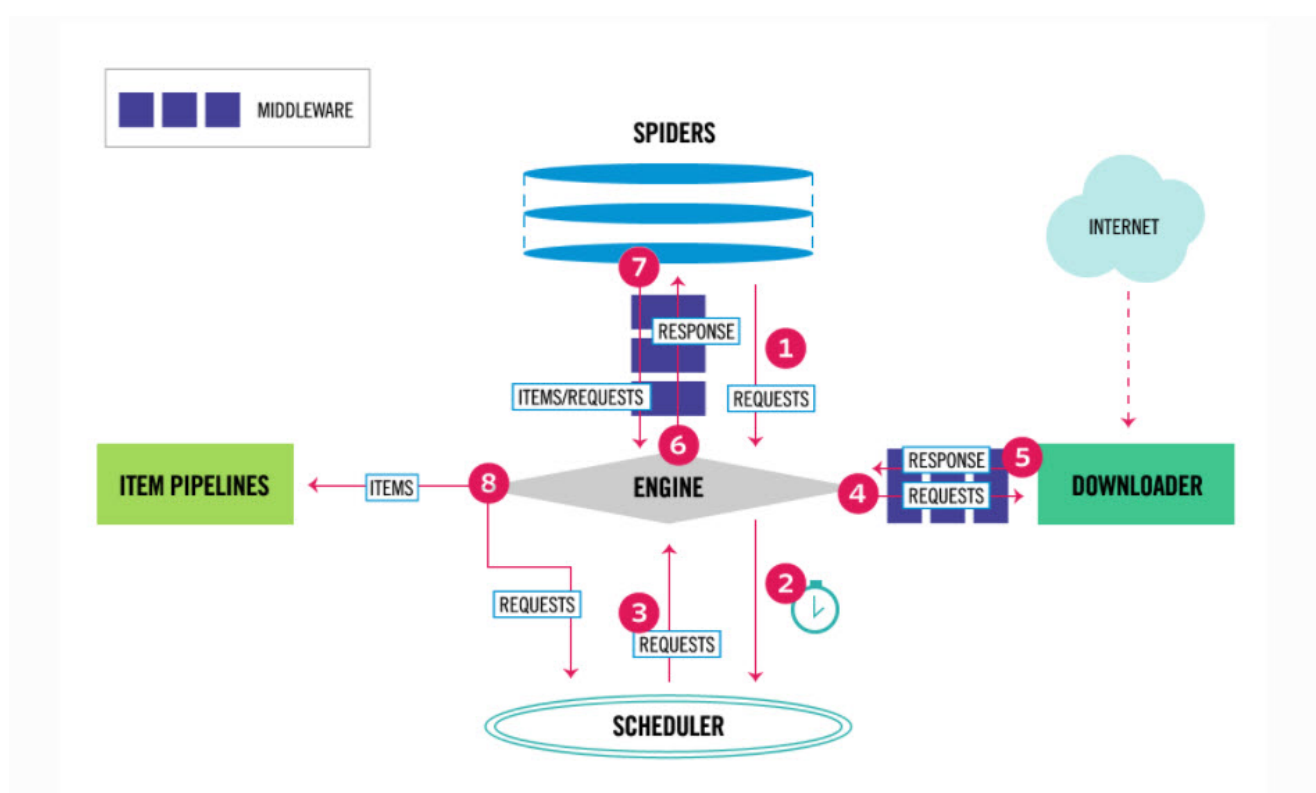 MIDDLEWARE
SPIDERS
INTERNET
7
RESPONSE
1
ITEMS/REQUESTS
REQUESTS
6
ITEM PIPELINES
ITEMS
8
ENGINE
4
RESPONSE
5
REQUESTS
DOWNLOADER
2
REQUESTS
3
REQUESTS
SCHEDULER